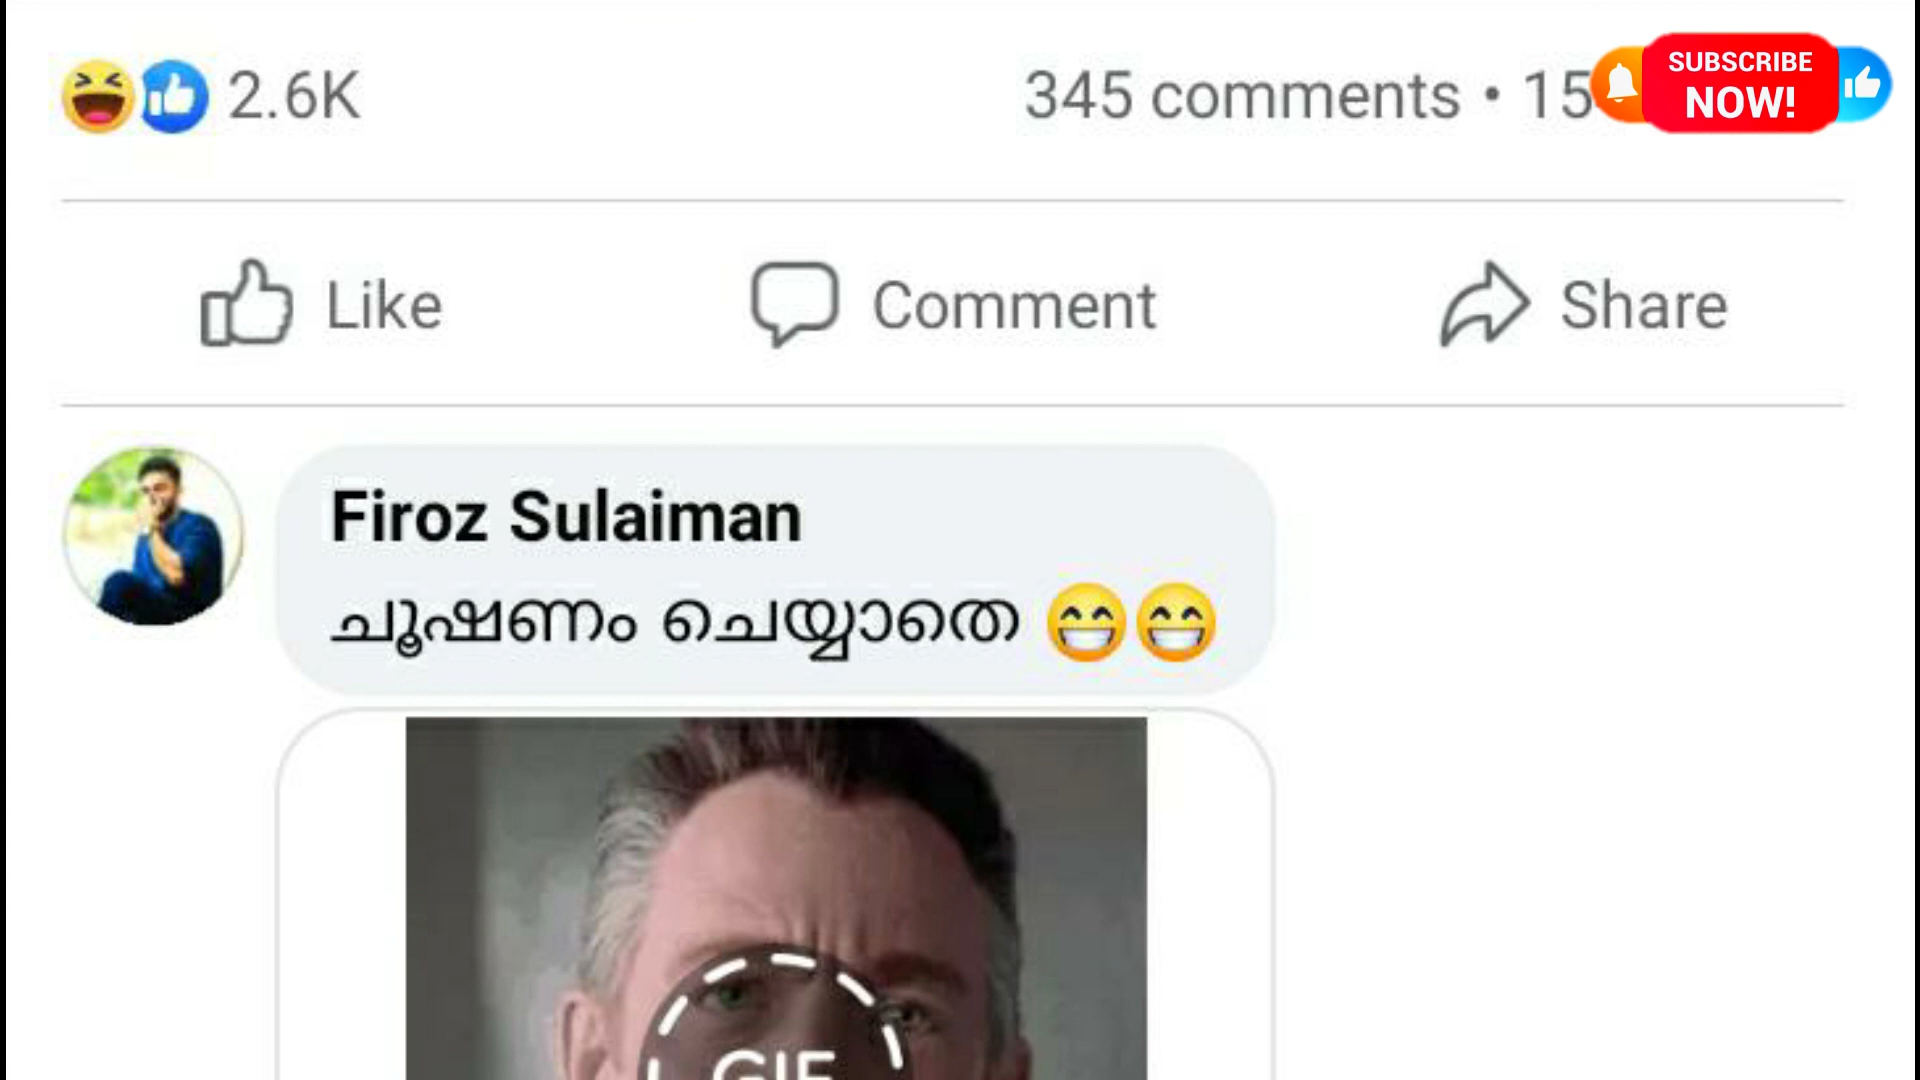 2.6K
345 comments • 15
SUBSCRIBE
NOW!
Like
Comment
Share
Firoz Sulaiman
ചൂഷണം ചെയ്യാതെ 😁😁
GIF